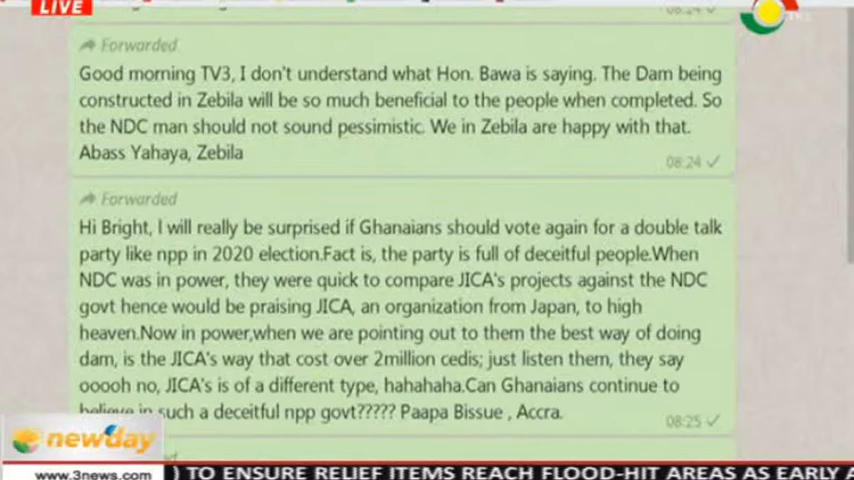 LIVE
08:24
Forwarded
Good morning TV3, I don't understand what Hon. Bawa is saying. The Dam being
constructed in Zebila will be so much beneficial to the people when completed. So
the NDC man should not sound pessimistic. We in Zebila are happy with that.
Abass Yahaya, Zebila
08:24
Forwarded
Hi Bright, I will really be surprised if Ghanaians should vote again for a double talk
party like npp in 2020 election.Fact is, the party is full of deceitful people.When
NDC was in power, they were quick to compare JICA's projects against the NDC
govt hence would be praising JICA, an organization from Japan, to high
heaven.Now in power,when we are pointing out to them the best way of doing
dam, is the JICA's way that cost over 2million cedis; just listen them, they say
ooooh no, JICA's is of a different type, hahahaha.Can Ghanaians continue to
believe in such a deceitful npp govt????? Paapa Bissue , Accra.
08:25
newday
www.3news.com
) TO ENSURE RELIEF ITEMS REACH FLOOD-HIT AREAS AS EARLY